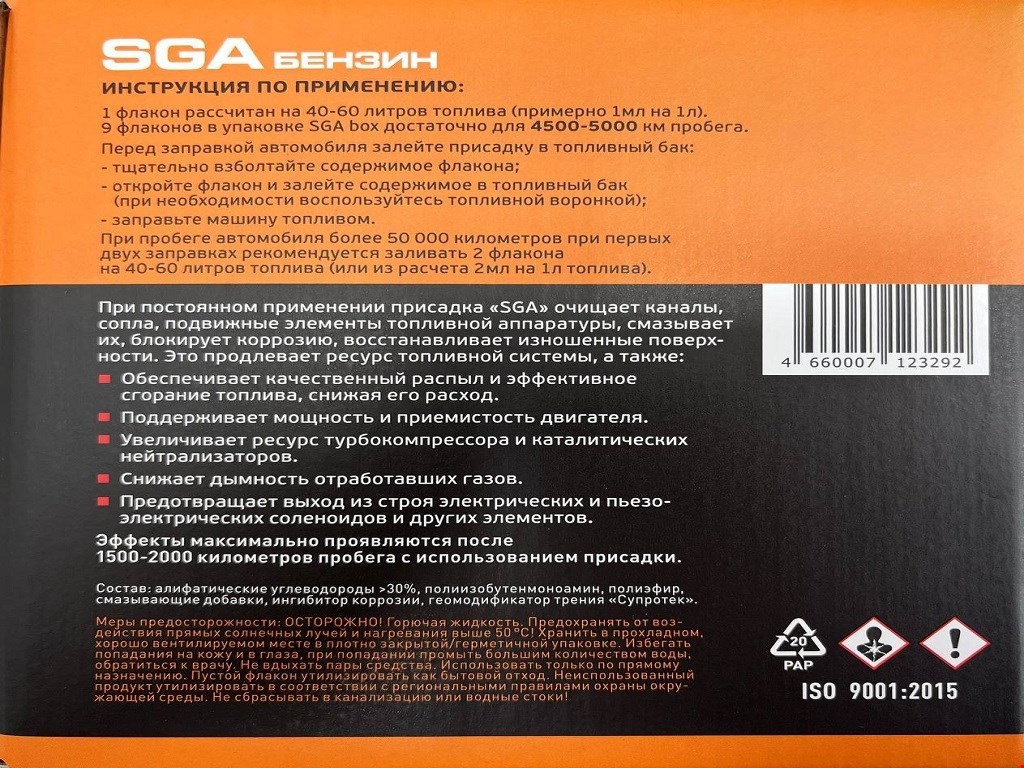 SGA БЕНЗИН
ИНСТРУКЦИЯ ПО ПРИМЕНЕНИЮ:
1 флакон рассчитан на 40-60 литров топлива (примерно 1мл на 1л).
9 флаконов в упаковке SGA box достаточно для 4500-5000 км пробега.
Перед заправкой автомобиля залейте присадку в топливный бак:
- тщательно взболтайте содержимое флакона;
- откройте флакон и залейте содержимое в топливный бак
(при необходимости воспользуйтесь топливной воронкой);
- заправьте машину топливом.
При пробеге автомобиля более 50 000 километров при первых
двух заправках рекомендуется заливать 2 флакона
на 40-60 литров топлива (или из расчета 2мл на 1л топлива).
При постоянном применении присадка «SGA» очищает каналы,
сопла, подвижные элементы топливной аппаратуры, смазывает
их, блокирует коррозию, восстанавливает изношенные поверх-
ности. Это продлевает ресурс топливной системы, а также:
Обеспечивает качественный распыл и эффективное
сгорание топлива, снижая его расход.
Поддерживает мощность и приемистость двигателя.
Увеличивает ресурс турбокомпрессора и каталитических
нейтрализаторов.
Снижает дымность отработавших газов.
Предотвращает выход из строя электрических и пьезо-
электрических соленоидов и других элементов.
Эффекты максимально проявляются после
1500-2000 километров пробега с использованием присадки.
Состав: алифатические углеводороды >30%, полиизобутенмоноамин, полиэфир,
смазывающие добавки, ингибитор коррозии, геомодификатор трения «Супротек».
Меры предосторожности: ОСТОРОЖНО! Горючая жидкость. Предохранять от воз-
действия прямых солнечных лучей и нагревания выше 50 °С! Хранить в прохладном,
хорошо вентилируемом месте в плотно закрытой/герметичной упаковке. Избегать
попадания на кожу и в глаза, при попадании промыть большим количеством воды,
обратиться к врачу. Не вдыхать пары средства. Использовать только по прямому
назначению. Пустой флакон утилизировать как бытовой отход. Неиспользованный
продукт утилизировать в соответствии с региональными правилами охраны окру-
жающей среды. Не сбрасывать в канализацию или водные стоки!
4 660007 123292
20
PAP
ISO 9001:2015